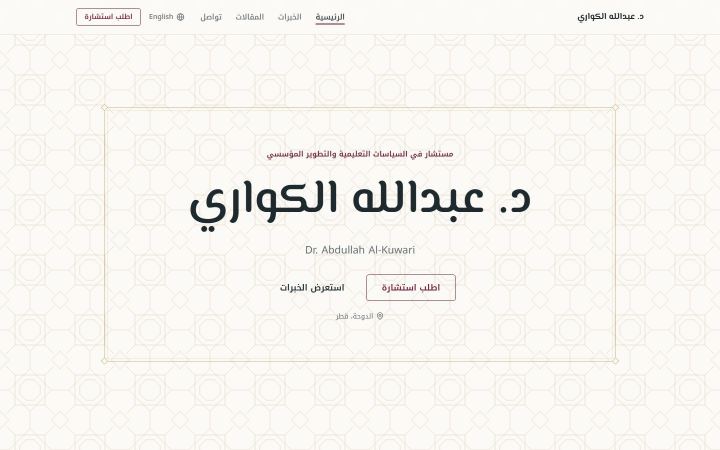 د. عبدالله الكواري
الرئيسية الخبرات المقالات تواصل English اطلب استشارة
مستشار في السياسات التعليمية والتطوير المؤسسي
د. عبدالله الكواري
Dr. Abdullah Al-Kuwari
اطلب استشارة استعرض الخبرات
الدوحة، قطر